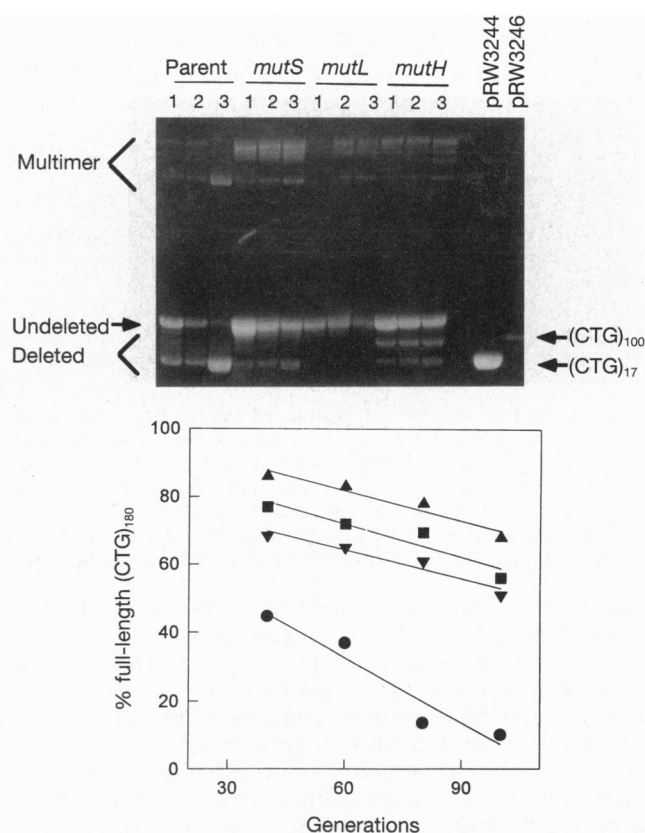 Parent mutS mutL mutH pRW3244 pRW3246
1 2 3 1 2 3 1 2 3 1 2 3
Multimer
Undeleted
Deleted
(CTG)100
(CTG)17
100
80
60
40
20
0
% full-length (CTG)180
30 60 90
Generations